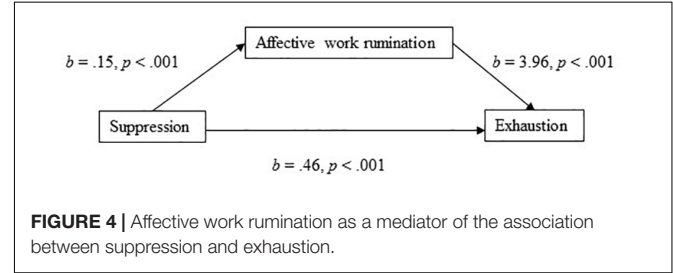 Affective work rumination
b = .15, p < .001
b = 3.96, p < .001
Suppression
Exhaustion
b = .46, p < .001
FIGURE 4 | Affective work rumination as a mediator of the association
between suppression and exhaustion.